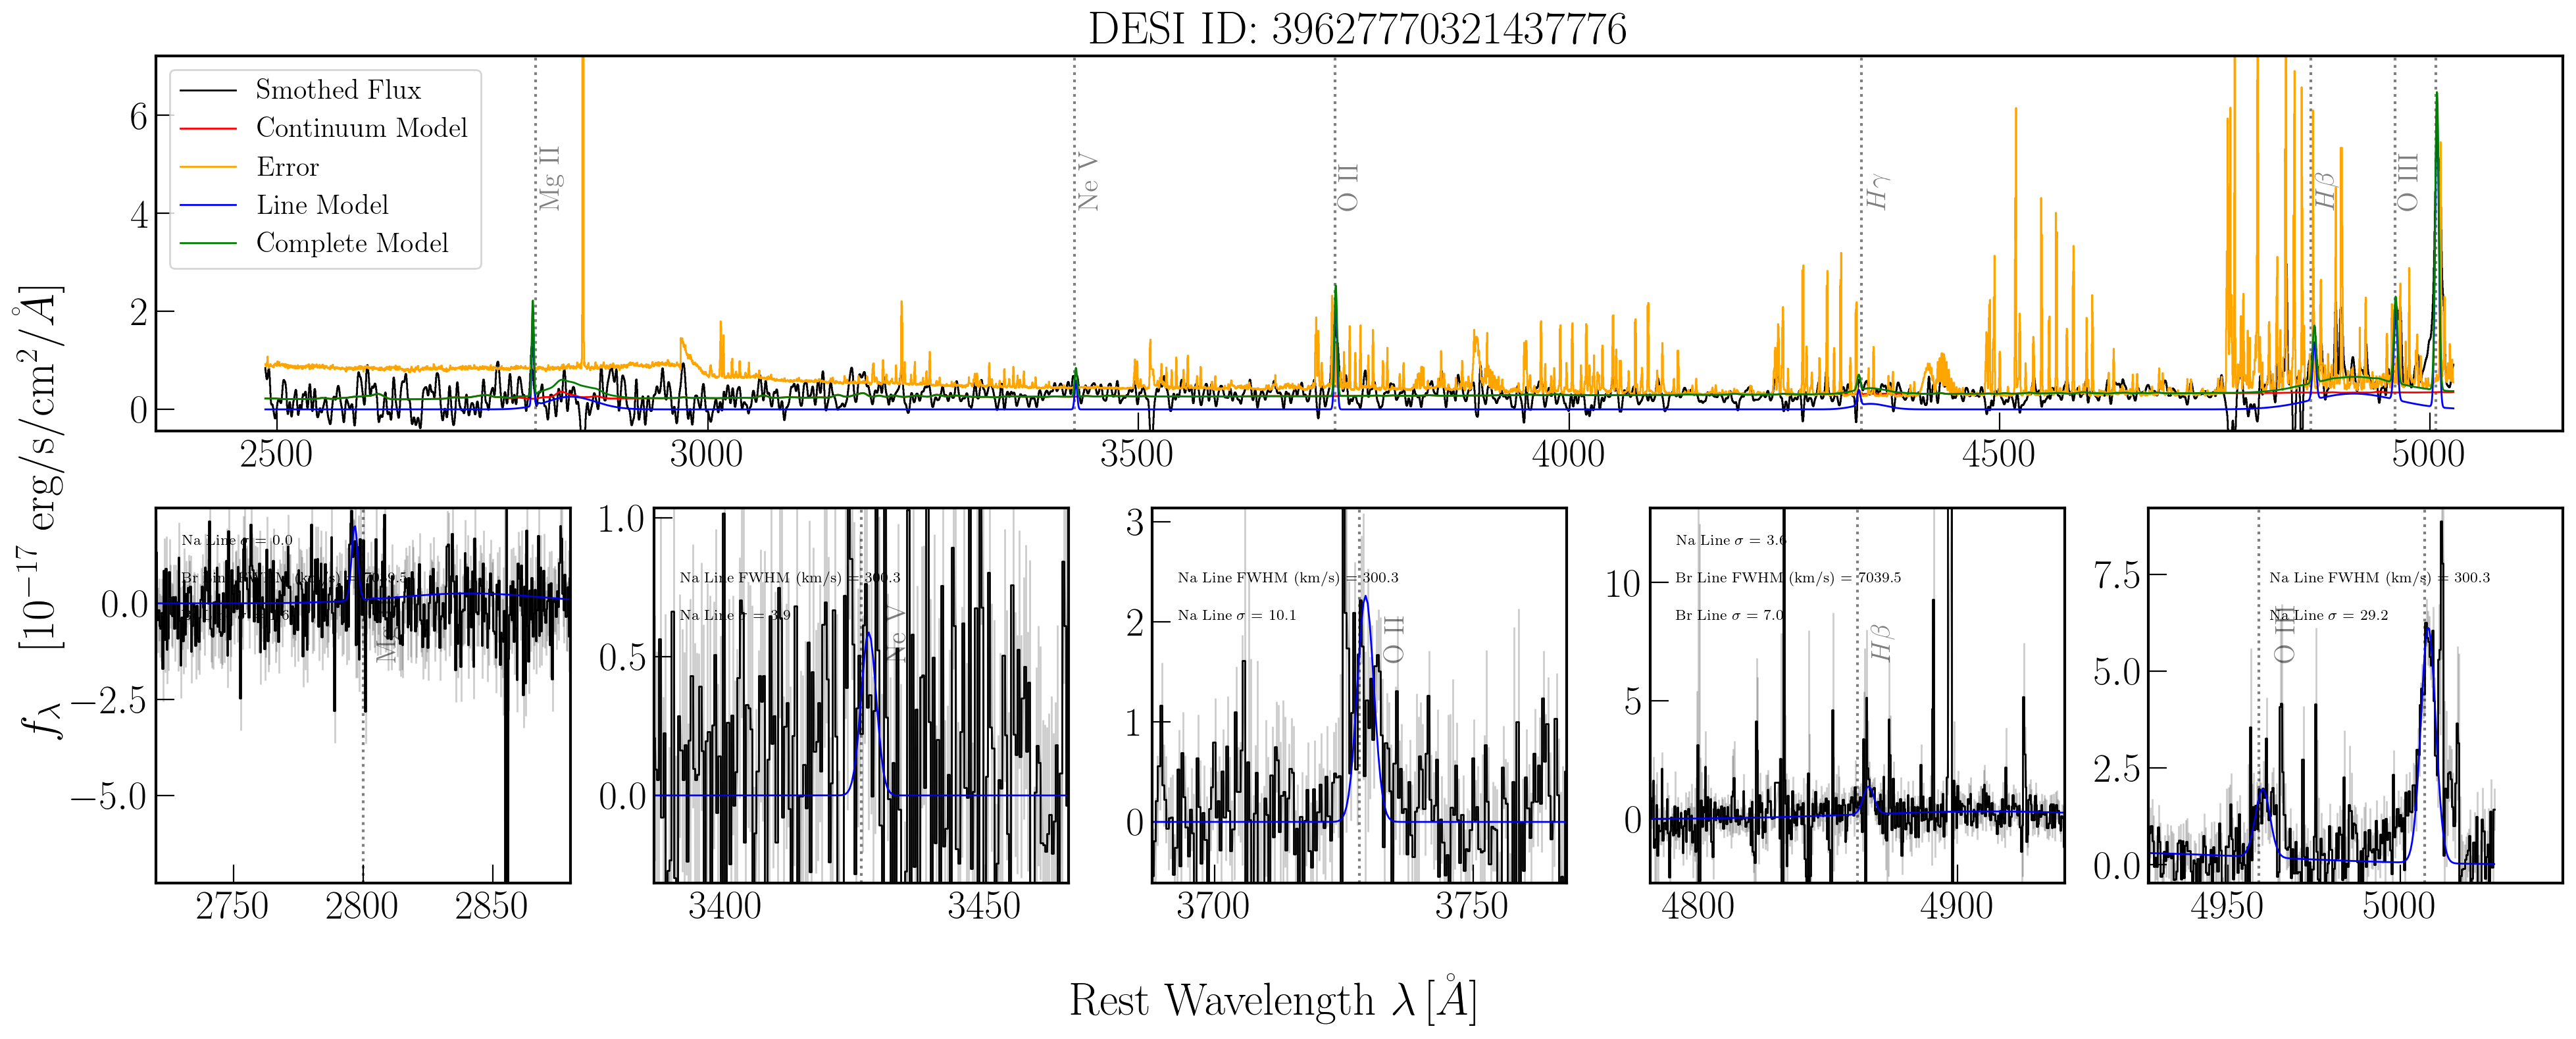 DESI ID: 39627770321437776
Smothed Flux
Continuum Model
Error
Line Model
Complete Model
Mg II
Ne V
O II
Hγ
Hβ
O III
6
4
2
0
2500 3000 3500 4000 4500 5000
f_λ [10^{-17} erg/s/cm^2/Å]
Na Line σ = 0.0
0.0
−2.5
−5.0
2750 2800 2850
1.0
0.5
0.0
Na Line FWHM (km/s) = 300.3
Na Line σ = 3.9
Ne V
3400 3450
3
2
1
0
Na Line FWHM (km/s) = 300.3
Na Line σ = 10.1
O II
3700 3750
10
5
0
Na Line σ = 3.6
Br Line FWHM (km/s) = 7039.5
Br Line σ = 7.0
Hβ
4800 4900
7.5
5.0
2.5
0.0
Na Line FWHM (km/s) = 300.3
Na Line σ = 29.2
O III
4950 5000
Rest Wavelength λ [Å]